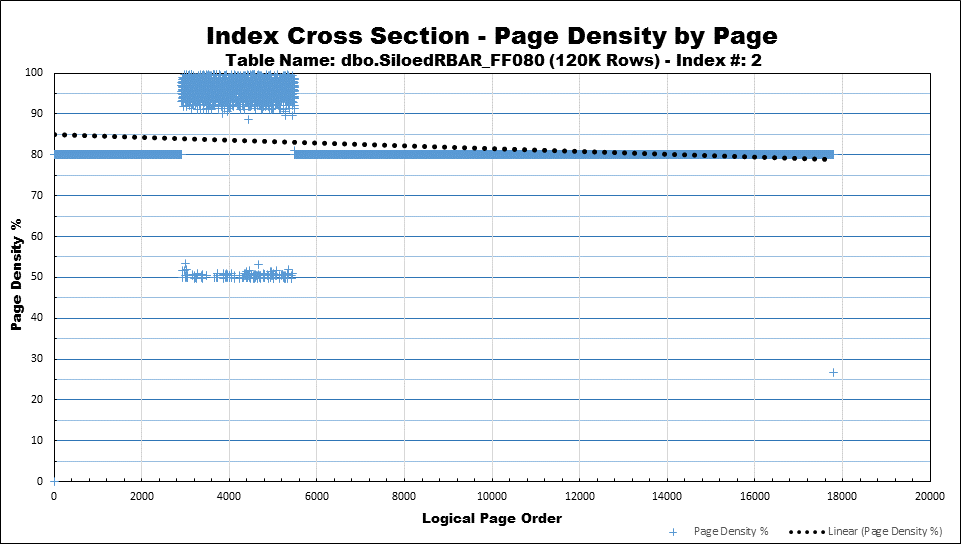 Index Cross Section - Page Density by Page
Table Name: dbo.SiloedRBAR_FF080 (120K Rows) - Index #: 2
100
90
80
70
60
50
40
30
20
10
0
Page Density %
0 2000 4000 6000 8000 10000 12000 14000 16000 18000 20000
Logical Page Order
Page Density % Linear (Page Density %)